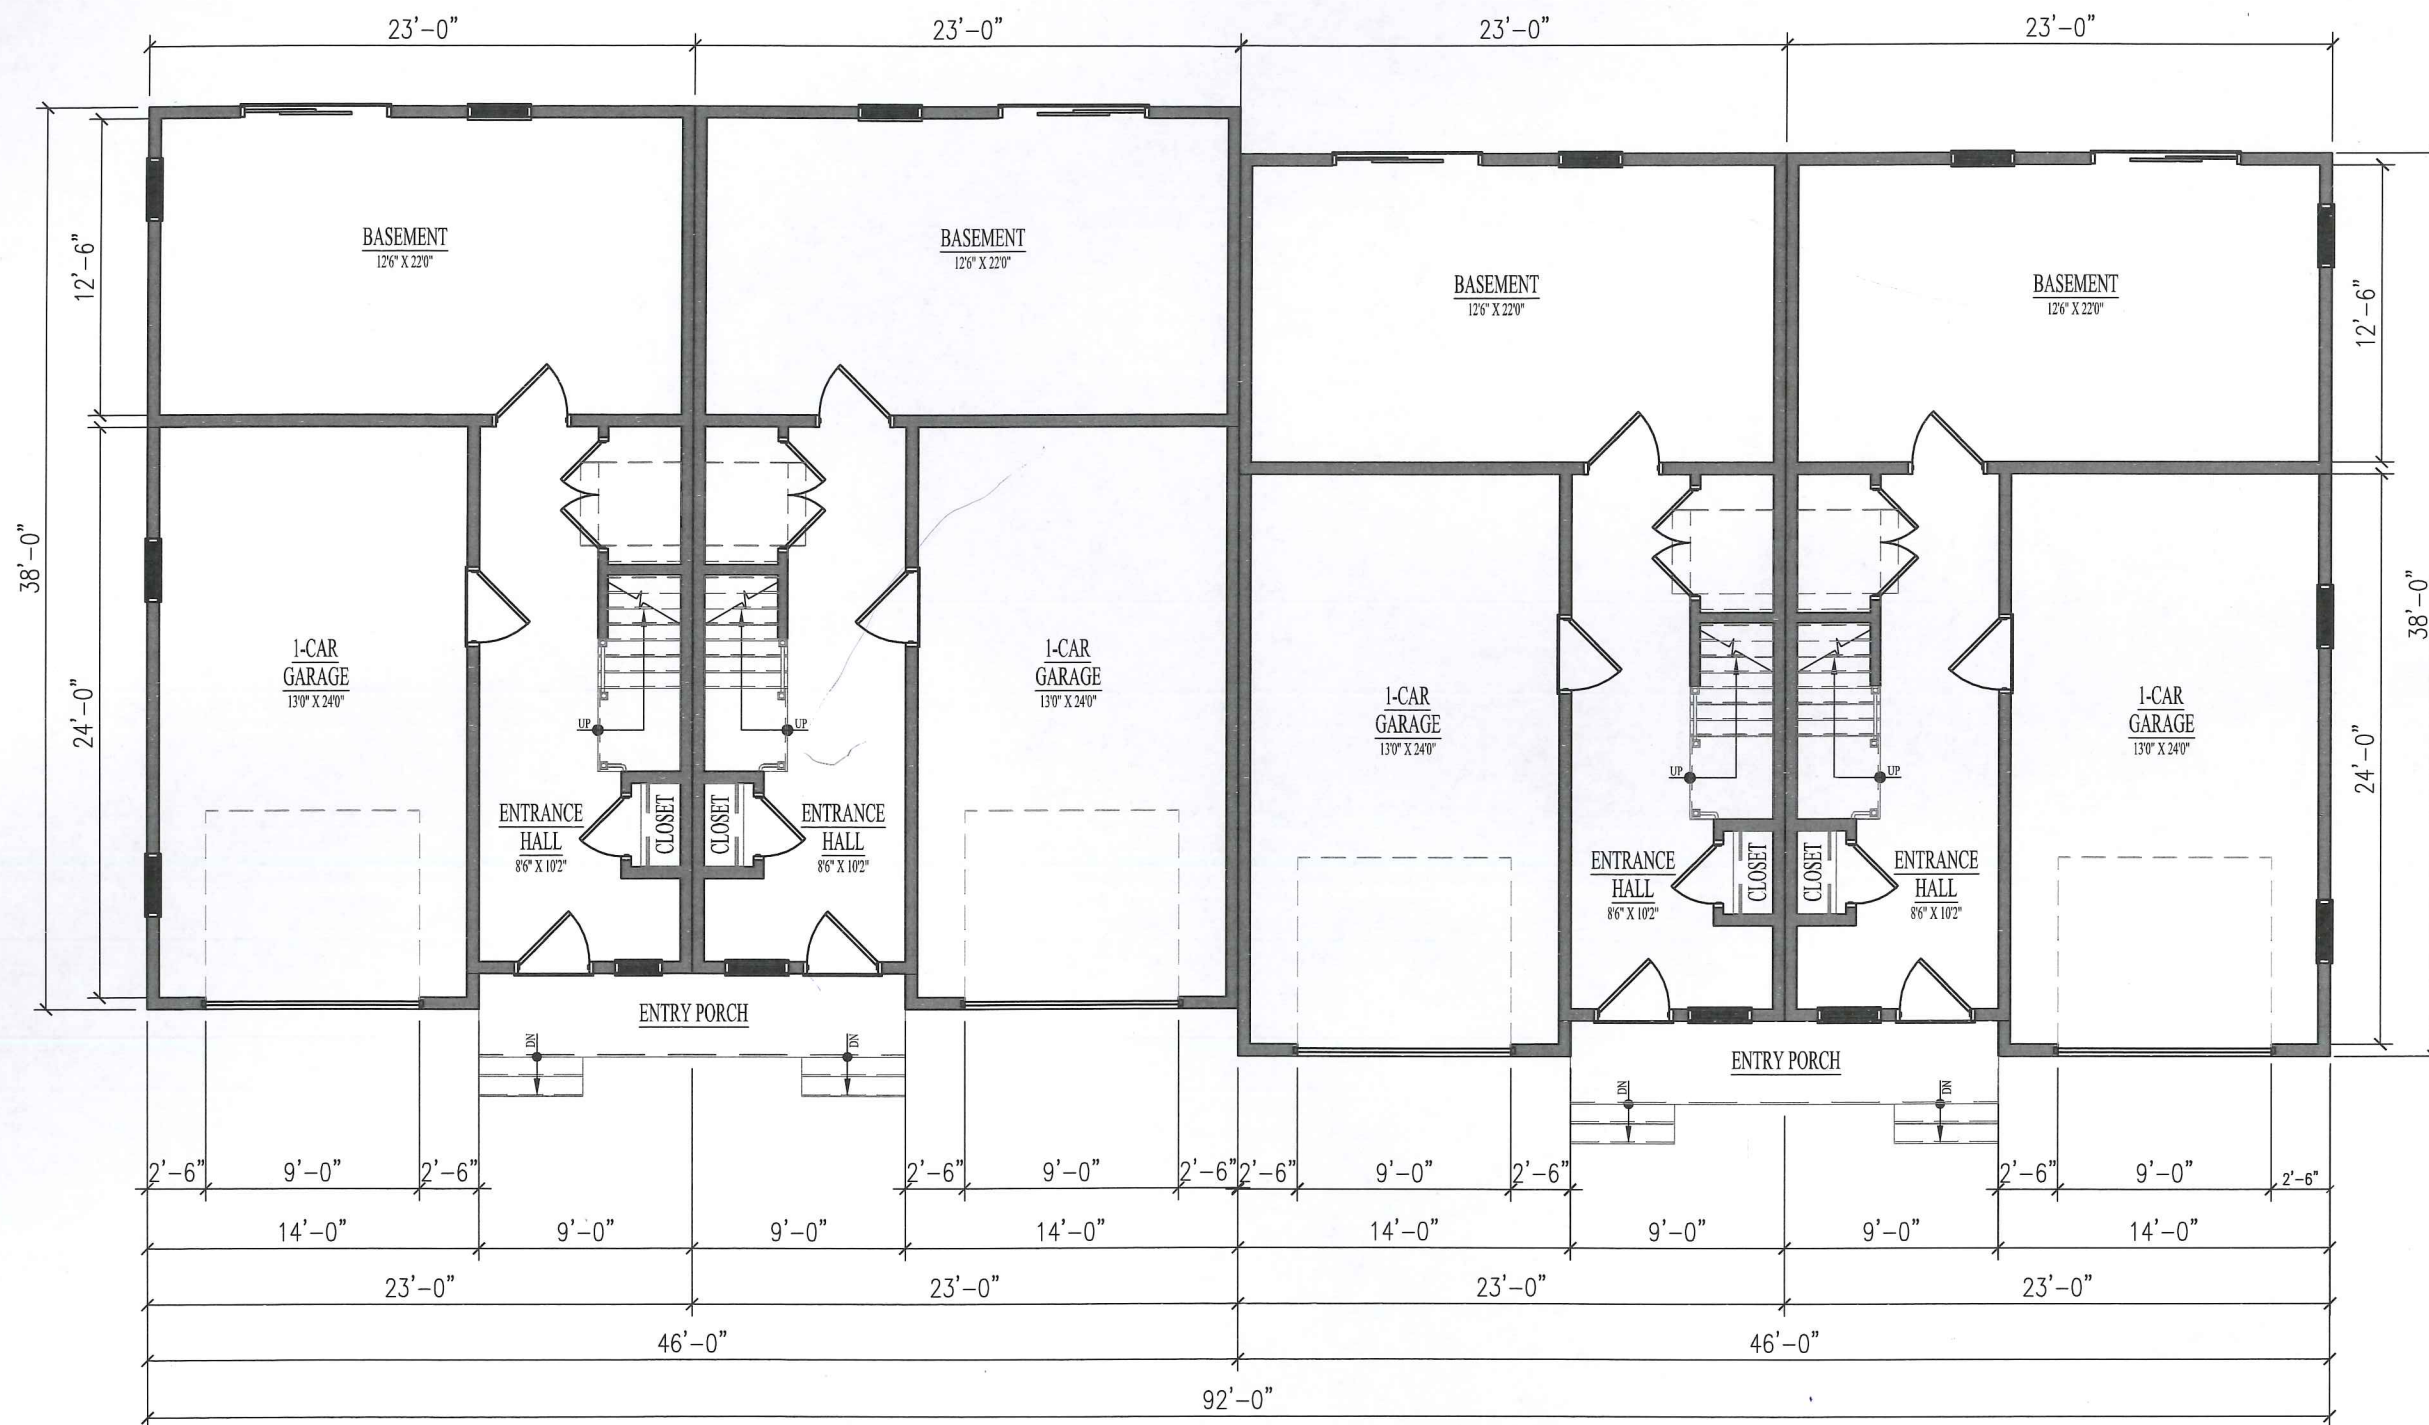 23'-0" 23'-0" 23'-0" 23'-0"
BASEMENT
12'6" X 22'0"
BASEMENT
12'6" X 22'0"
BASEMENT
12'6" X 22'0"
BASEMENT
12'6" X 22'0"
12'-6"
12'-6"
38'-0"
38'-0"
24'-0"
24'-0"
1-CAR
GARAGE
13'0" X 24'0"
1-CAR
GARAGE
13'0" X 24'0"
1-CAR
GARAGE
13'0" X 24'0"
1-CAR
GARAGE
13'0" X 24'0"
UP
UP
UP
UP
ENTRANCE
HALL
8'6" X 10'2"
CLOSET
CLOSET
ENTRANCE
HALL
8'6" X 10'2"
ENTRANCE
HALL
8'6" X 10'2"
CLOSET
CLOSET
ENTRANCE
HALL
8'6" X 10'2"
ENTRY PORCH
DN
DN
ENTRY PORCH
DN
DN
2'-6" 9'-0" 2'-6" 2'-6" 9'-0" 2'-6" 2'-6" 9'-0" 2'-6" 2'-6" 9'-0" 2'-6"
14'-0" 9'-0" 9'-0" 14'-0" 14'-0" 9'-0" 9'-0" 14'-0"
23'-0" 23'-0" 23'-0" 23'-0"
46'-0" 46'-0"
92'-0"